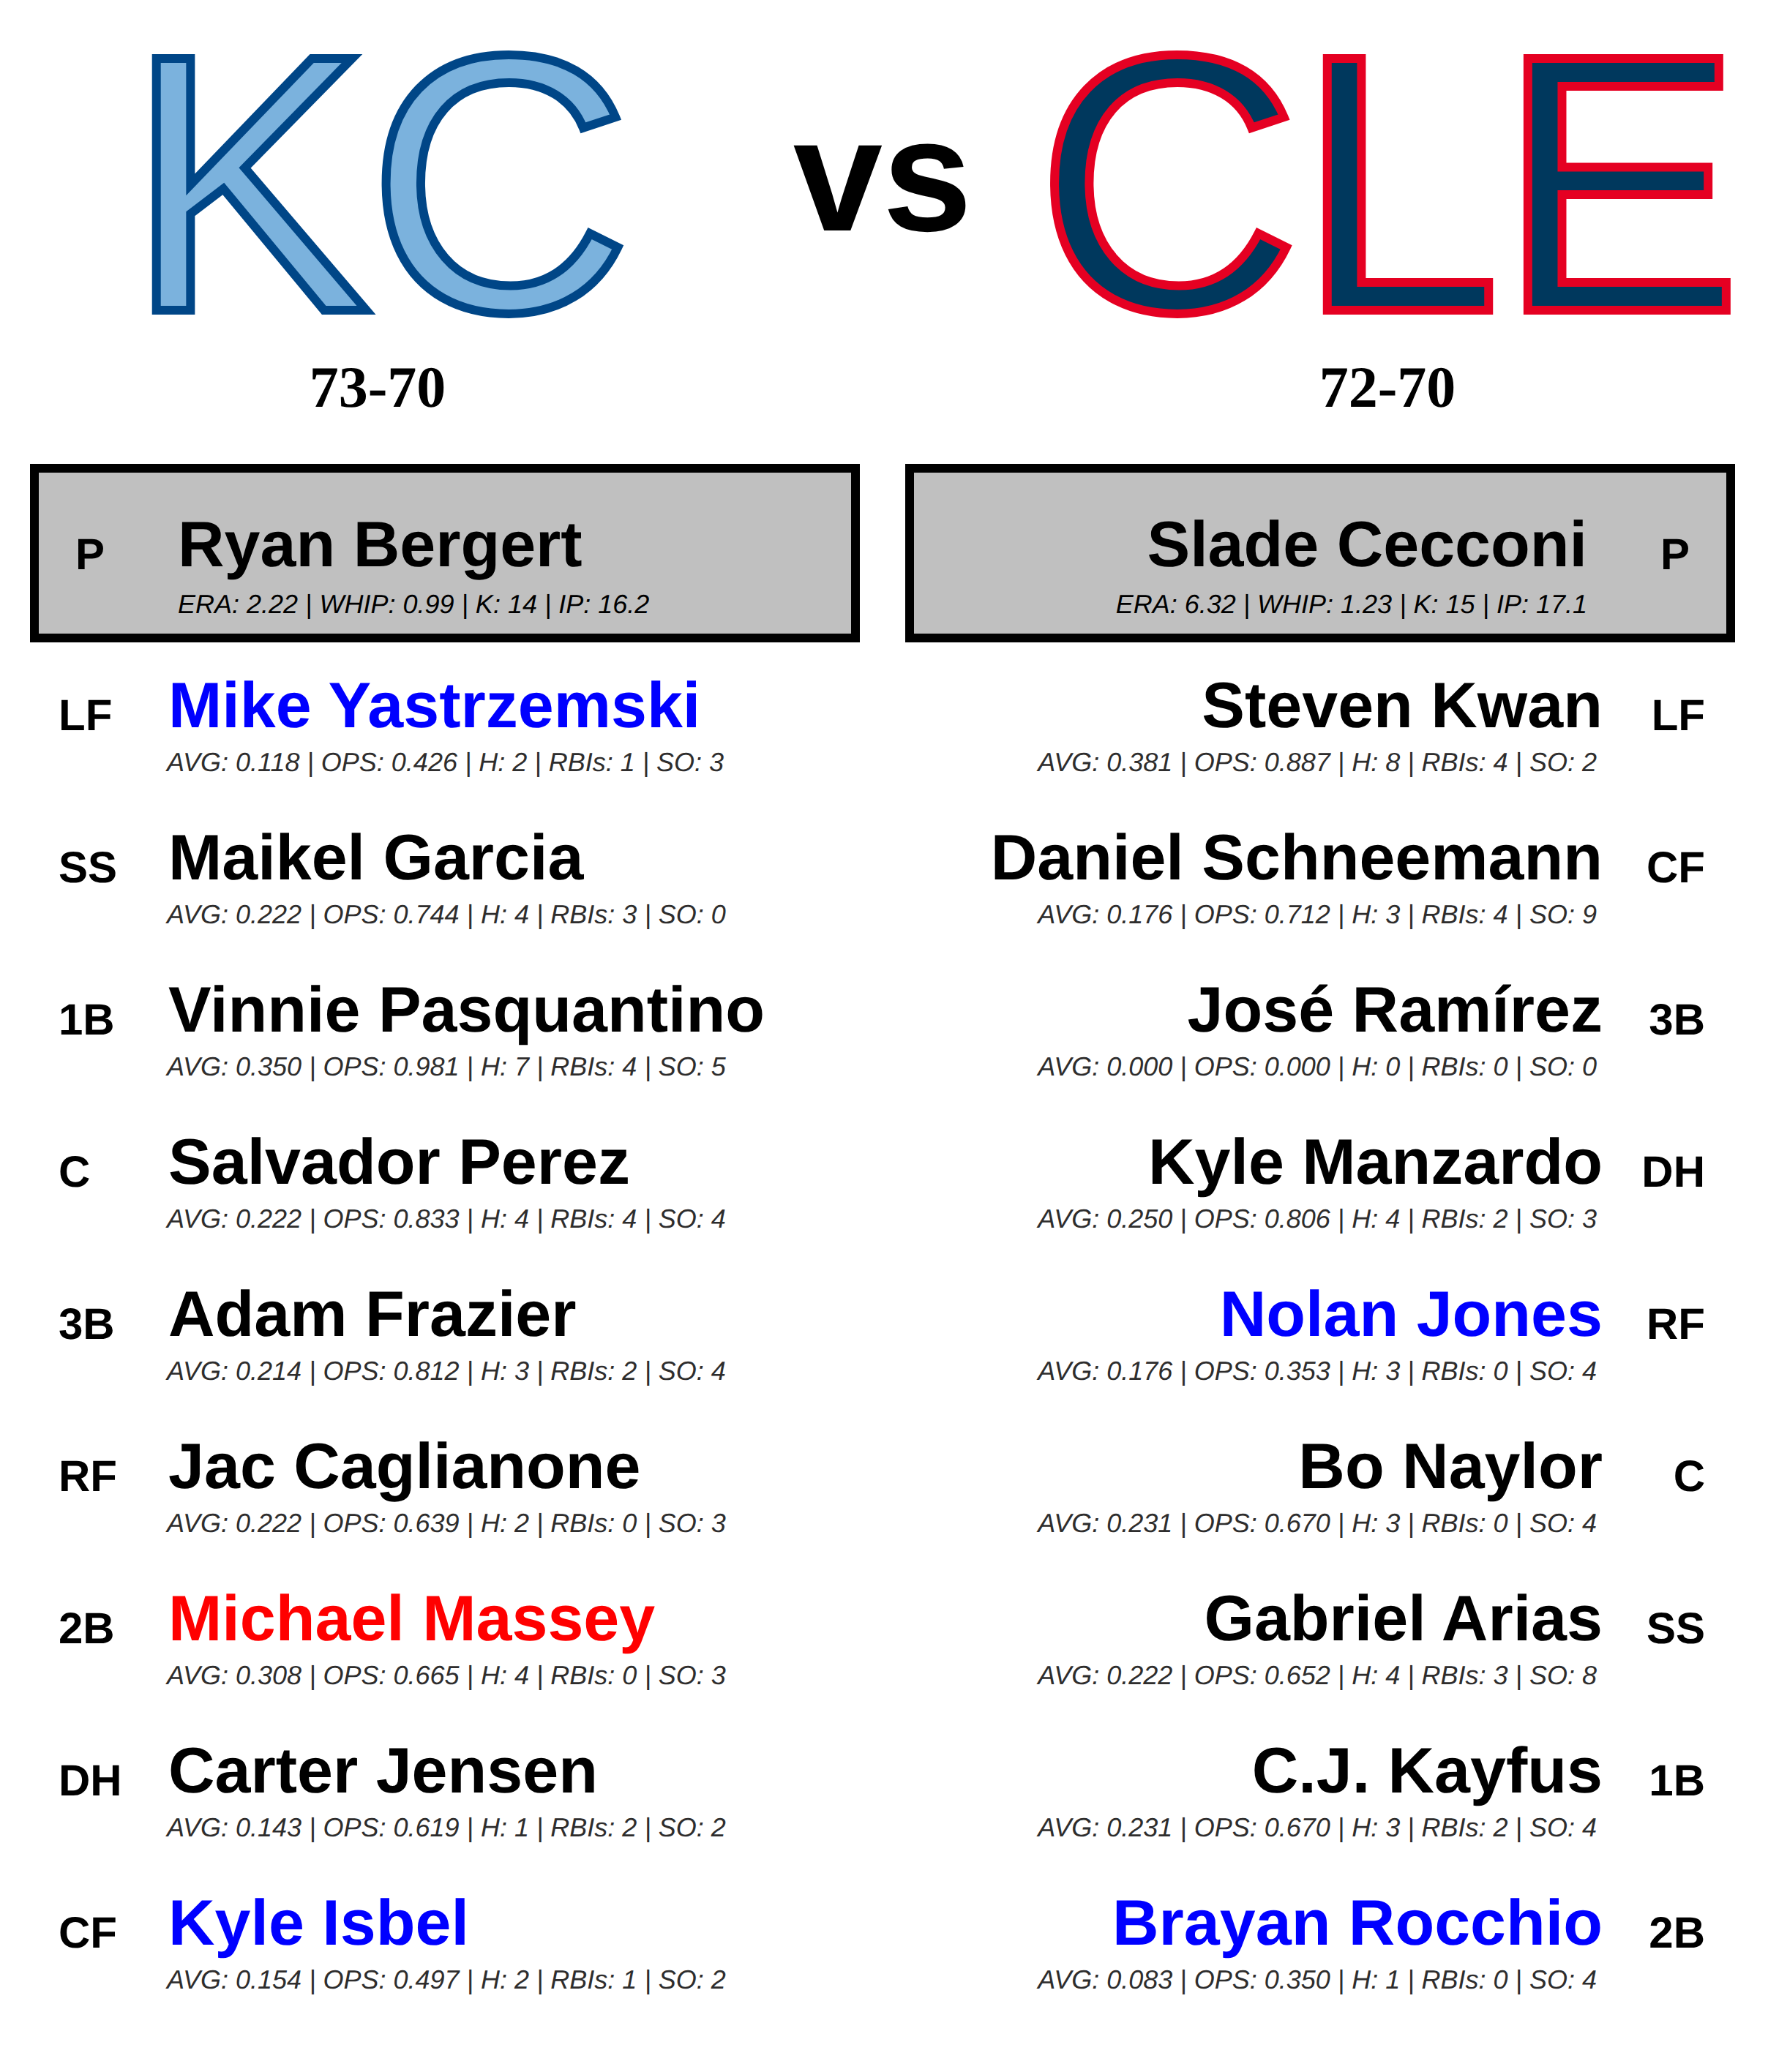 KC vs CLE
73-70 72-70
P Ryan Bergert
ERA: 2.22 | WHIP: 0.99 | K: 14 | IP: 16.2
Slade Cecconi P
ERA: 6.32 | WHIP: 1.23 | K: 15 | IP: 17.1
LF Mike Yastrzemski
AVG: 0.118 | OPS: 0.426 | H: 2 | RBIs: 1 | SO: 3
SS Maikel Garcia
AVG: 0.222 | OPS: 0.744 | H: 4 | RBIs: 3 | SO: 0
1B Vinnie Pasquantino
AVG: 0.350 | OPS: 0.981 | H: 7 | RBIs: 4 | SO: 5
C Salvador Perez
AVG: 0.222 | OPS: 0.833 | H: 4 | RBIs: 4 | SO: 4
3B Adam Frazier
AVG: 0.214 | OPS: 0.812 | H: 3 | RBIs: 2 | SO: 4
RF Jac Caglianone
AVG: 0.222 | OPS: 0.639 | H: 2 | RBIs: 0 | SO: 3
2B Michael Massey
AVG: 0.308 | OPS: 0.665 | H: 4 | RBIs: 0 | SO: 3
DH Carter Jensen
AVG: 0.143 | OPS: 0.619 | H: 1 | RBIs: 2 | SO: 2
CF Kyle Isbel
AVG: 0.154 | OPS: 0.497 | H: 2 | RBIs: 1 | SO: 2
Steven Kwan LF
AVG: 0.381 | OPS: 0.887 | H: 8 | RBIs: 4 | SO: 2
Daniel Schneemann CF
AVG: 0.176 | OPS: 0.712 | H: 3 | RBIs: 4 | SO: 9
José Ramírez 3B
AVG: 0.000 | OPS: 0.000 | H: 0 | RBIs: 0 | SO: 0
Kyle Manzardo DH
AVG: 0.250 | OPS: 0.806 | H: 4 | RBIs: 2 | SO: 3
Nolan Jones RF
AVG: 0.176 | OPS: 0.353 | H: 3 | RBIs: 0 | SO: 4
Bo Naylor C
AVG: 0.231 | OPS: 0.670 | H: 3 | RBIs: 0 | SO: 4
Gabriel Arias SS
AVG: 0.222 | OPS: 0.652 | H: 4 | RBIs: 3 | SO: 8
C.J. Kayfus 1B
AVG: 0.231 | OPS: 0.670 | H: 3 | RBIs: 2 | SO: 4
Brayan Rocchio 2B
AVG: 0.083 | OPS: 0.350 | H: 1 | RBIs: 0 | SO: 4